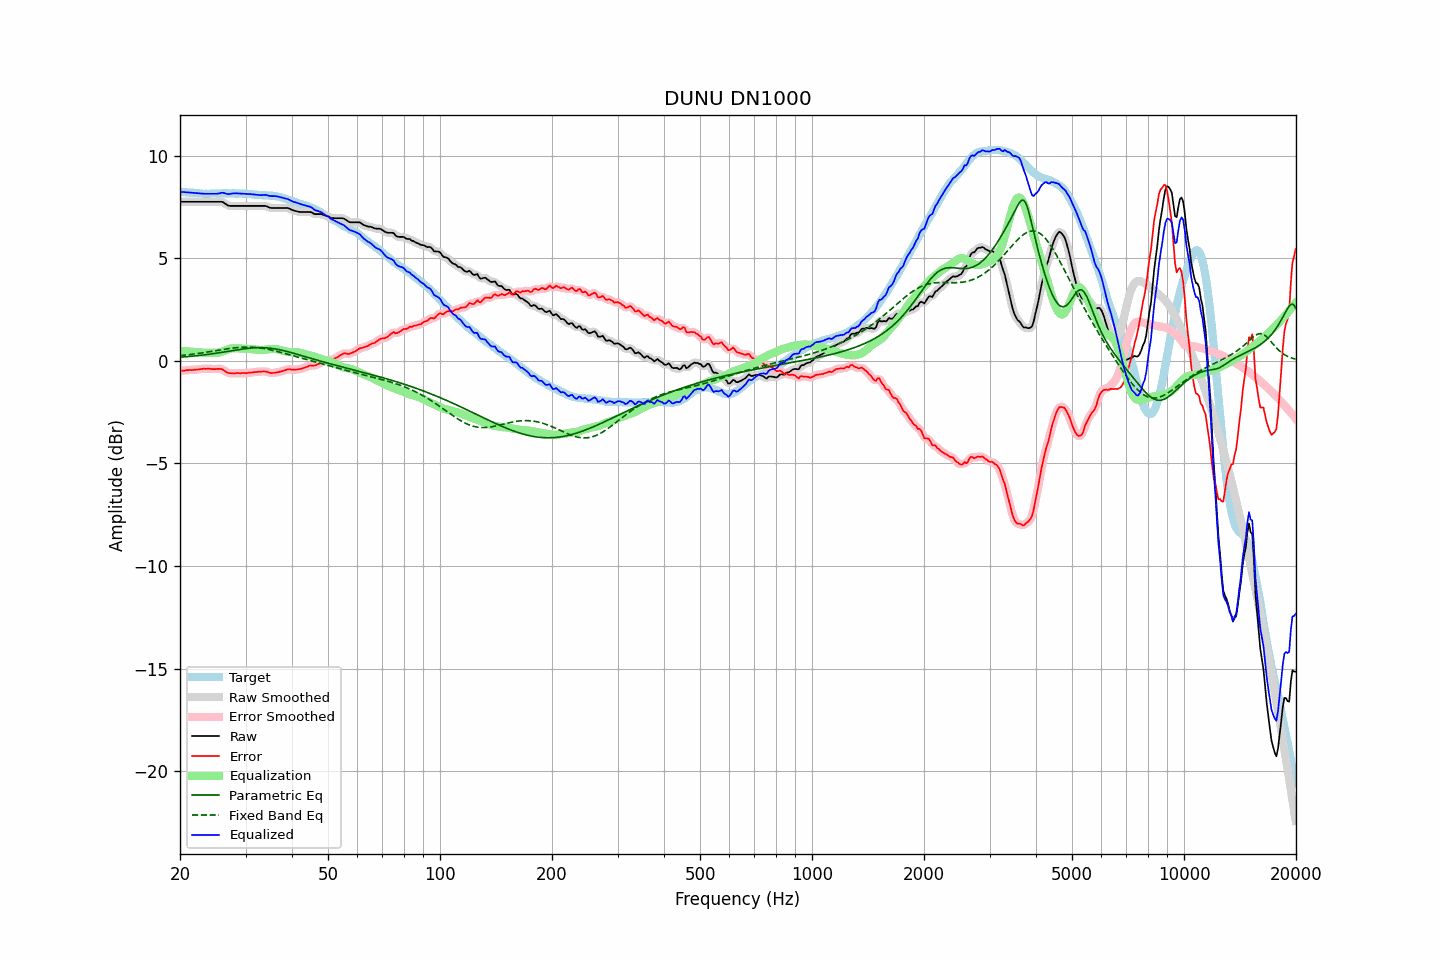 DUNU DN1000
Amplitude (dBr)
10
5
0
−5
−10
−15
−20
Target
Raw Smoothed
Error Smoothed
Raw
Error
Equalization
Parametric Eq
Fixed Band Eq
Equalized
20 50 100 200 500 1000 2000 5000 10000 20000
Frequency (Hz)